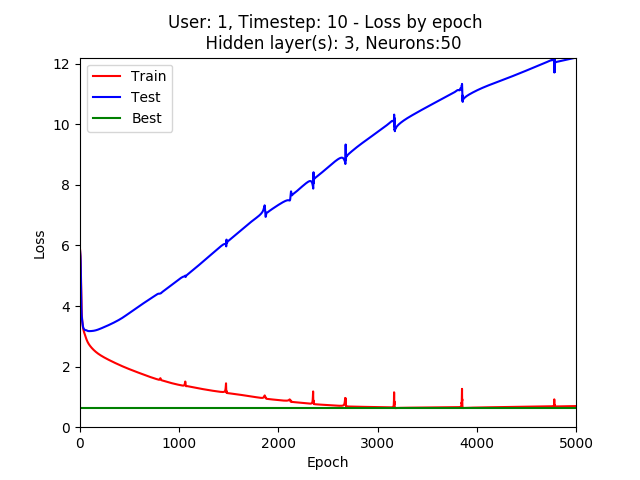 User: 1, Timestep: 10 - Loss by epoch
Hidden layer(s): 3, Neurons:50
Train
Test
Best
Loss
12
10
8
6
4
2
0
0 1000 2000 3000 4000 5000
Epoch